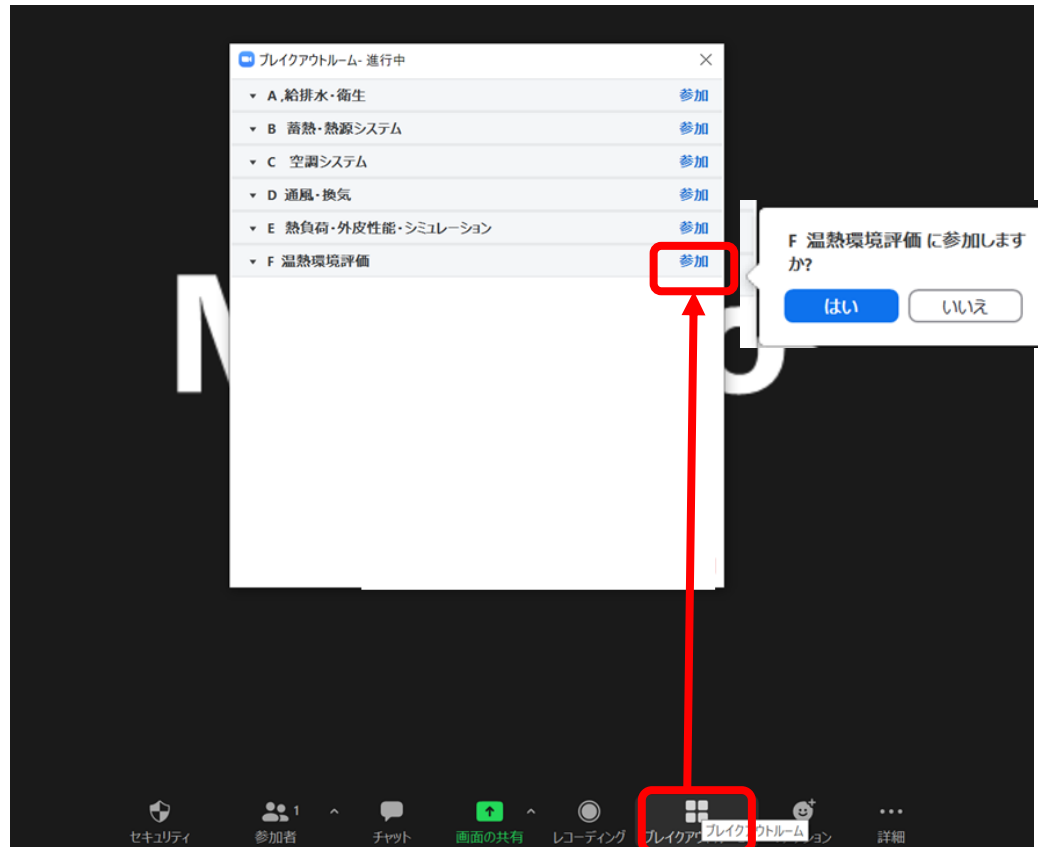 ブレイクアウトルーム- 進行中
A ,給排水・衛生 参加
B 蓄熱・熱源システム 参加
C 空調システム 参加
D 通風・換気 参加
E 熱負荷・外皮性能・シミュレーション 参加
F 温熱環境評価 参加
F 温熱環境評価 に参加します
か?
はい いいえ
1
セキュリティ 参加者 チャット 画面の共有 レコーディング ブレイクアウトルーム 詳細